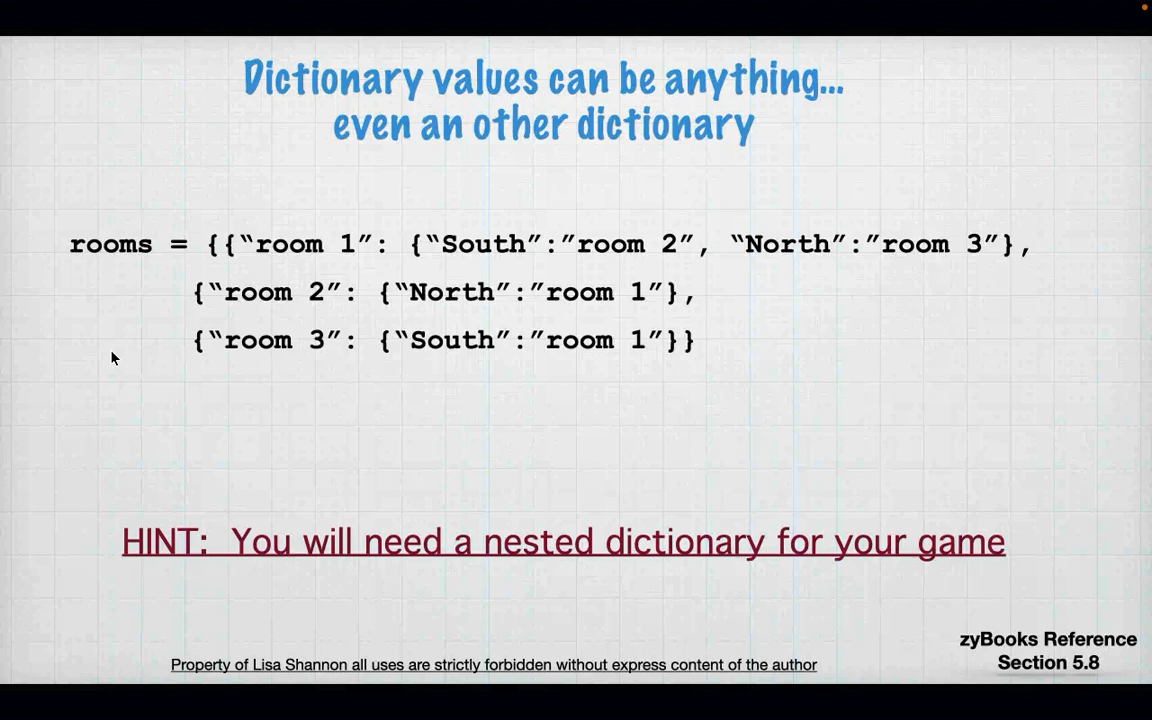 Dictionary values can be anything...
even an other dictionary
rooms = {{“room 1”: {“South”:”room 2”, “North”:”room 3”},
{“room 2”: {“North”:”room 1”},
{“room 3”: {“South”:”room 1”}}
HINT: You will need a nested dictionary for your game
zyBooks Reference
Section 5.8
Property of Lisa Shannon all uses are strictly forbidden without express content of the author